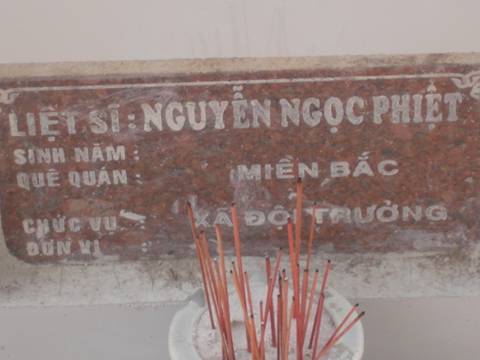 LIỆT SĨ : NGUYỄN NGỌC PHIỆT
SINH NĂM :
QUÊ QUÁN : MIỀN BẮC
CHỨC VỤ : XÃ ĐỘI TRƯỞNG
ĐƠN VỊ :